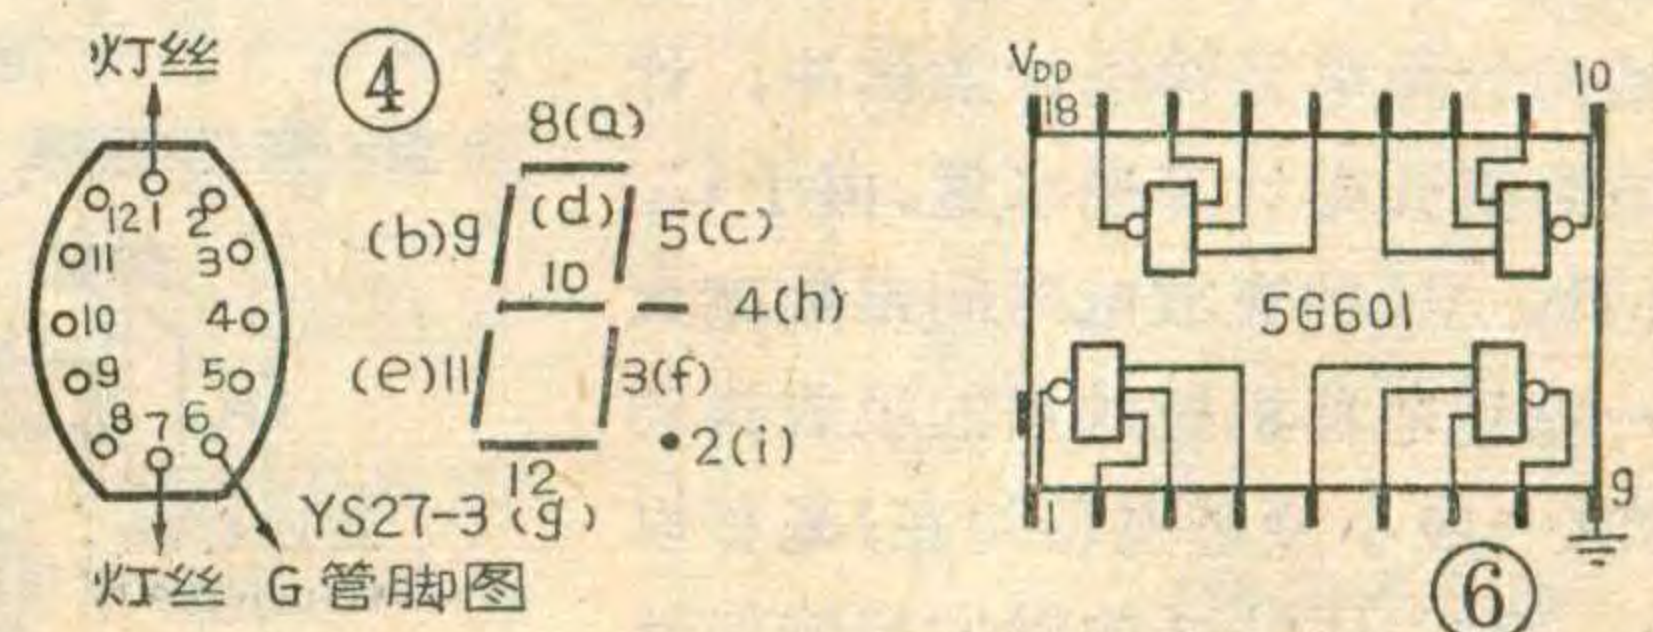 灯丝
④
12 1 2
11 3
10 4
9 5
8 7 6
灯丝
G 管脚图
YS27-3
8(a)
(b)9 (d) 5(c)
10 4(h)
(e)11 3(f)
2(i)
12
(g)
VDD
18 10
5G601
1 9
⑥